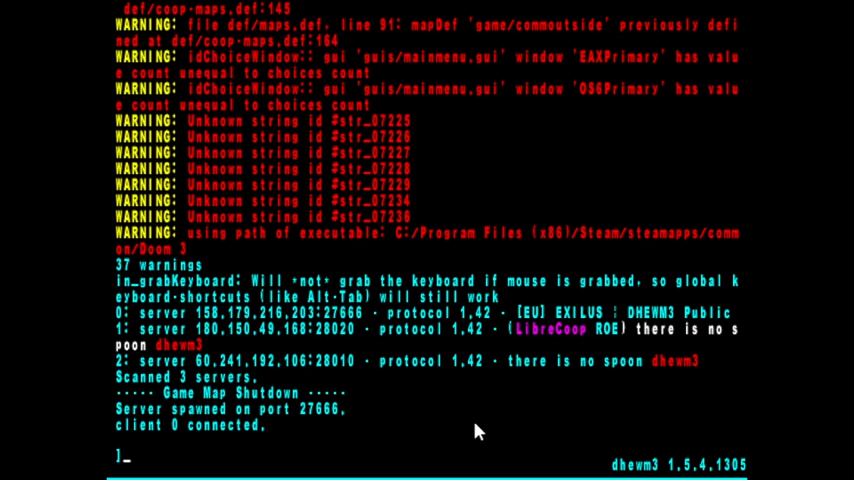 def/coop-maps.def:145
WARNING: file def/maps.def, line 91: mapDef 'game/commoutside' previously defi
ned at def/coop-maps.def:164
WARNING: idChoiceWindow:: gui 'guis/mainmenu.gui' window 'EAXPrimary' has valu
e count unequal to choices count
WARNING: idChoiceWindow:: gui 'guis/mainmenu.gui' window 'OS6Primary' has valu
e count unequal to choices count
WARNING: Unknown string id #str_07225
WARNING: Unknown string id #str_07226
WARNING: Unknown string id #str_07227
WARNING: Unknown string id #str_07228
WARNING: Unknown string id #str_07229
WARNING: Unknown string id #str_07234
WARNING: Unknown string id #str_07236
WARNING: using path of executable: C:/Program Files (x86)/Steam/steamapps/comm
on/Doom 3
37 warnings
in_grabKeyboard: Will *not* grab the keyboard if mouse is grabbed, so global k
eyboard-shortcuts (like Alt-Tab) will still work
0: server 158.179.216.203:27666 - protocol 1.42 - [EU] EXILUS | DHEWM3 Public
1: server 180.150.49.168:28020 - protocol 1.42 - (LibreCoop ROE) there is no s
poon dhewm3
2: server 60.241.192.106:28010 - protocol 1.42 - there is no spoon dhewm3
Scanned 3 servers.
----- Game Map Shutdown -----
Server spawned on port 27666.
client 0 connected.
]_
dhewm3 1.5.4.1305